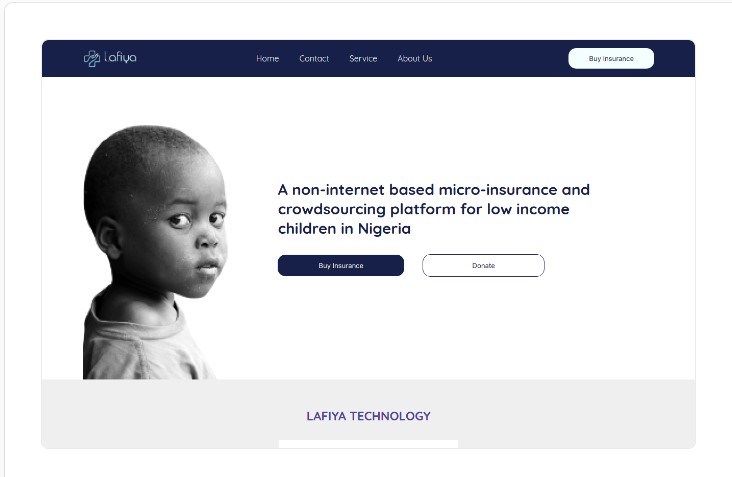 Lafiya
Home Contact Service About Us
Buy Insurance
A non-internet based micro-insurance and
crowdsourcing platform for low income
children in Nigeria
Buy Insurance Donate
LAFIYA TECHNOLOGY